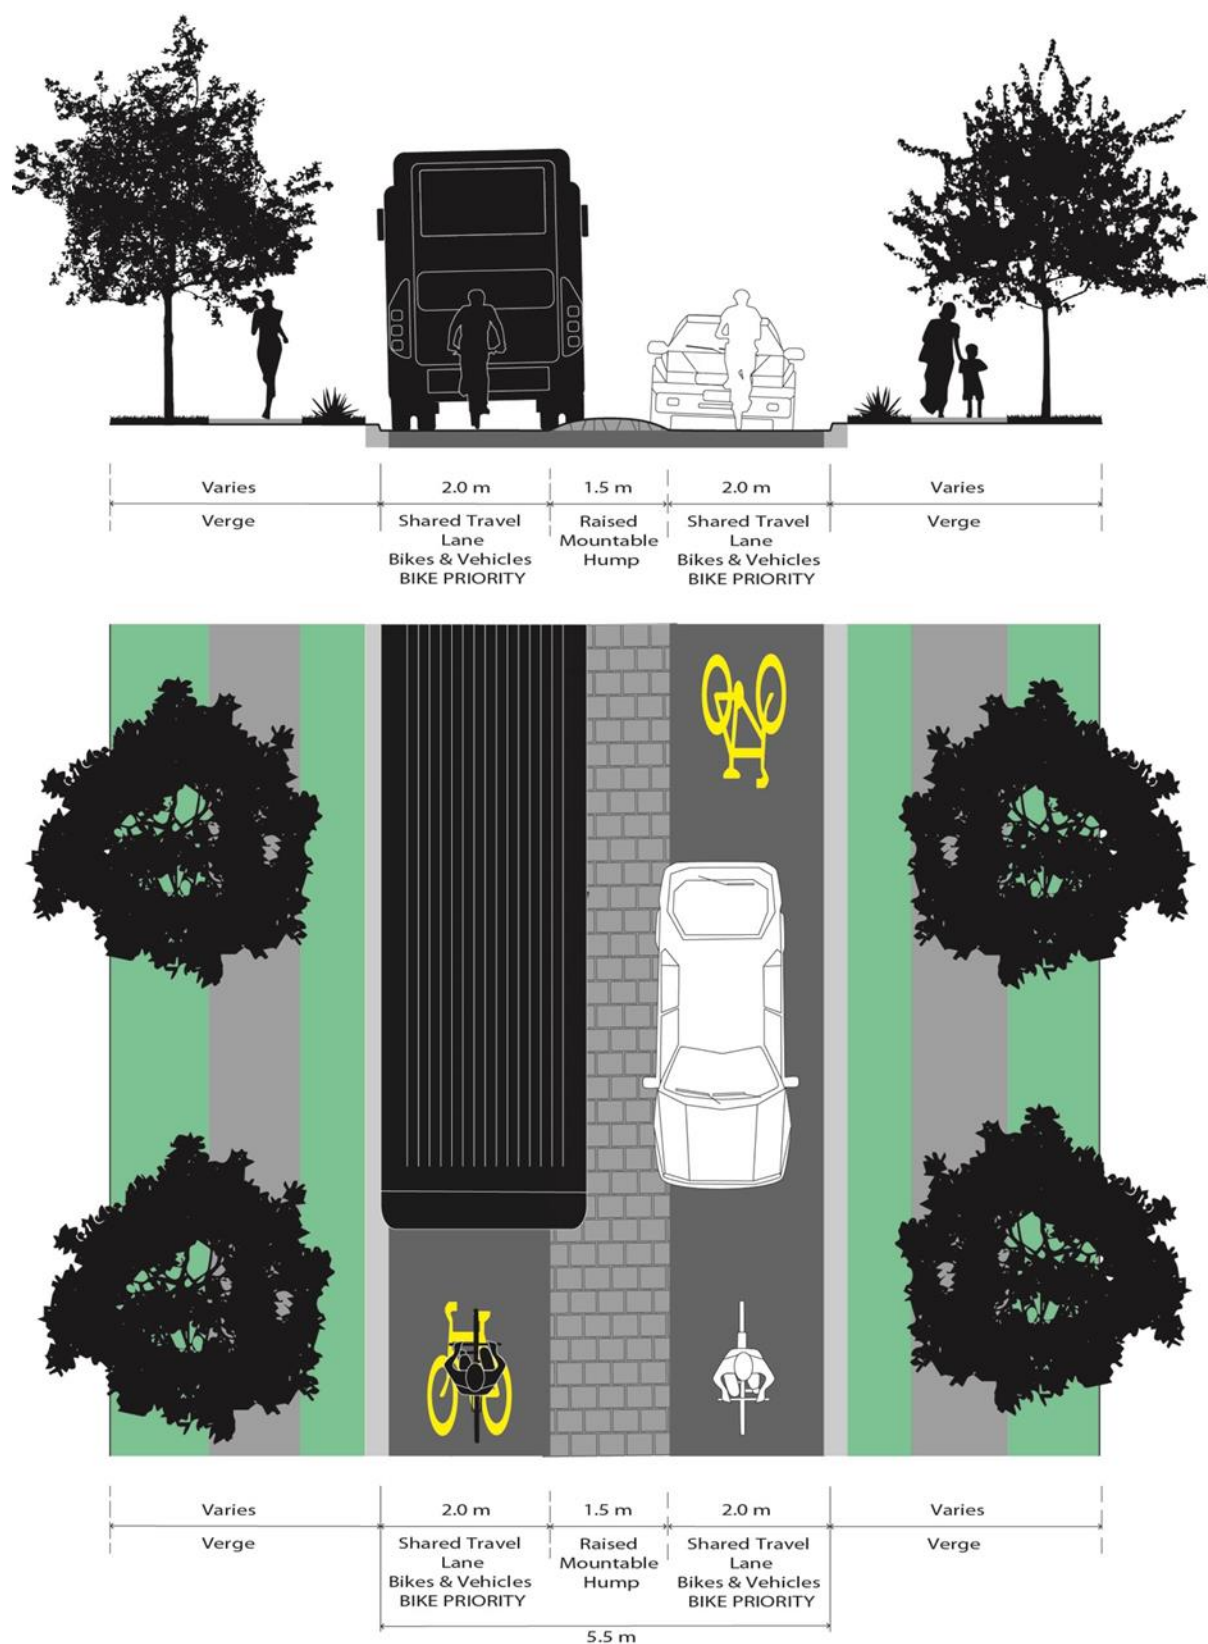 Varies 2.0 m 1.5 m 2.0 m Varies
Verge
Shared Travel
Lane
Bikes & Vehicles
BIKE PRIORITY
Raised
Mountable
Hump
Shared Travel
Lane
Bikes & Vehicles
BIKE PRIORITY
Verge
Varies 2.0 m 1.5 m 2.0 m Varies
Verge
Shared Travel
Lane
Bikes & Vehicles
BIKE PRIORITY
Raised
Mountable
Hump
Shared Travel
Lane
Bikes & Vehicles
BIKE PRIORITY
Verge
5.5 m